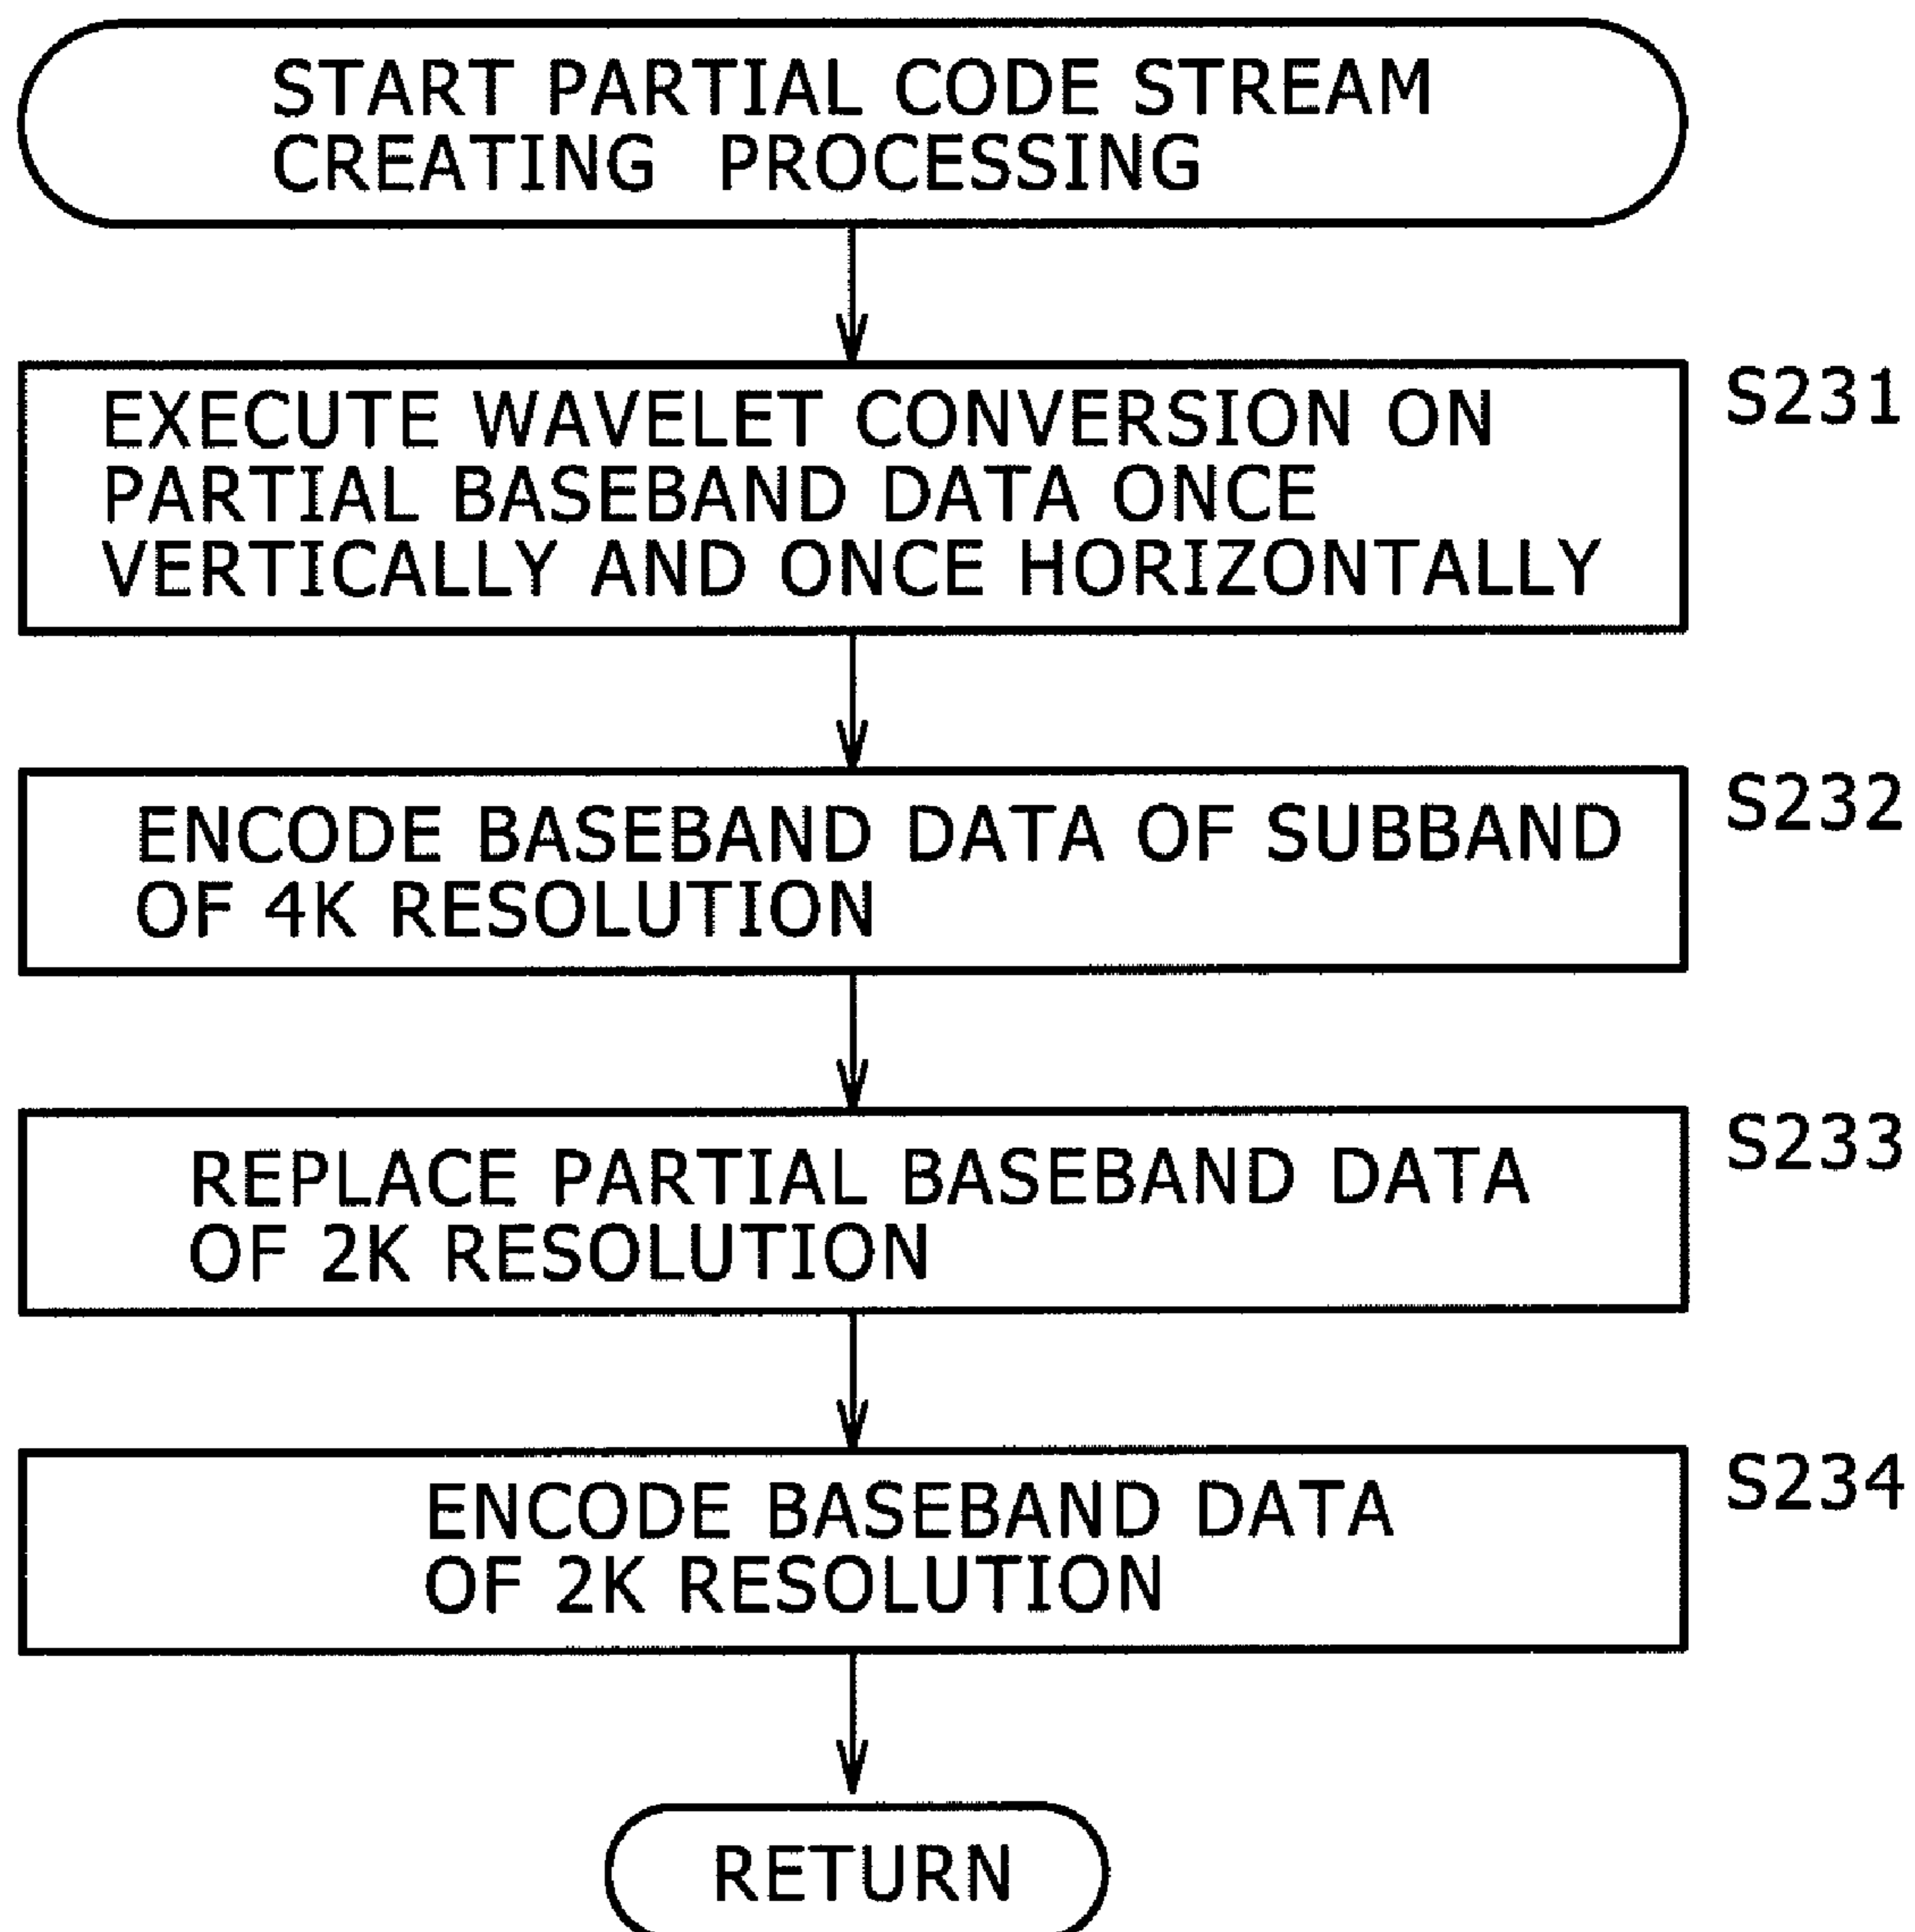 START PARTIAL CODE STREAM
CREATING PROCESSING
EXECUTE WAVELET CONVERSION ON
PARTIAL BASEBAND DATA ONCE
VERTICALLY AND ONCE HORIZONTALLY
S231
ENCODE BASEBAND DATA OF SUBBAND
OF 4K RESOLUTION
S232
REPLACE PARTIAL BASEBAND DATA
OF 2K RESOLUTION
S233
ENCODE BASEBAND DATA
OF 2K RESOLUTION
S234
RETURN